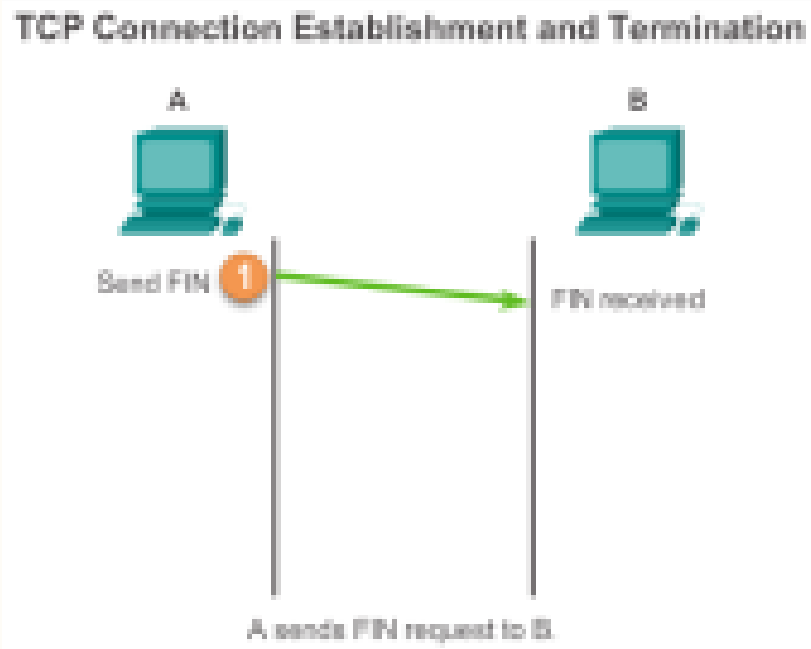 TCP Connection Establishment and Termination
A
B
Send FIN
1
FIN received
A sends FIN request to B.